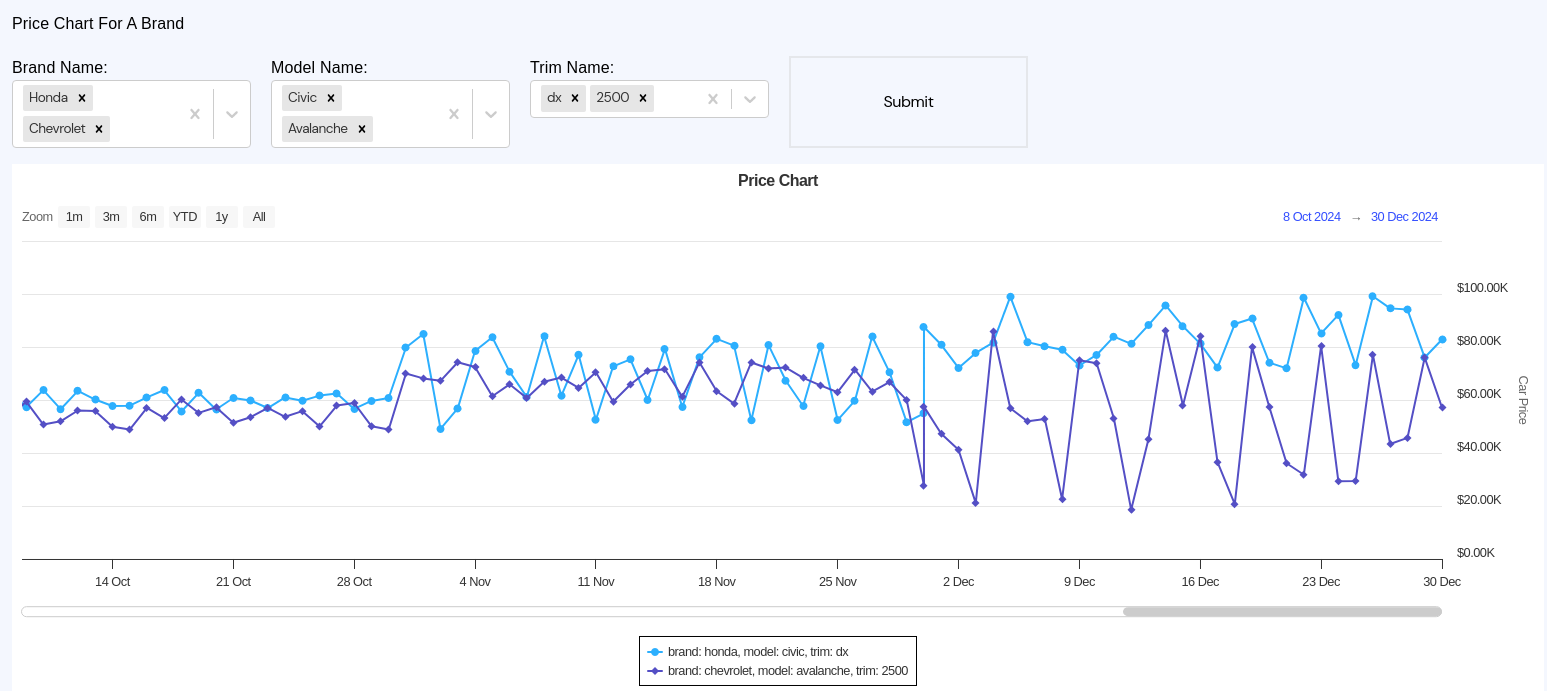 Price Chart For A Brand
Brand Name: Model Name: Trim Name:
Honda Civic dx 2500
Submit
Chevrolet Avalanche
Price Chart
Zoom 1m 3m 6m YTD 1y All 8 Oct 2024 → 30 Dec 2024
$100.00K
$80.00K
$60.00K
$40.00K
$20.00K
$0.00K
Car Price
14 Oct 21 Oct 28 Oct 4 Nov 11 Nov 18 Nov 25 Nov 2 Dec 9 Dec 16 Dec 23 Dec 30 Dec
brand: honda, model: civic, trim: dx
brand: chevrolet, model: avalanche, trim: 2500